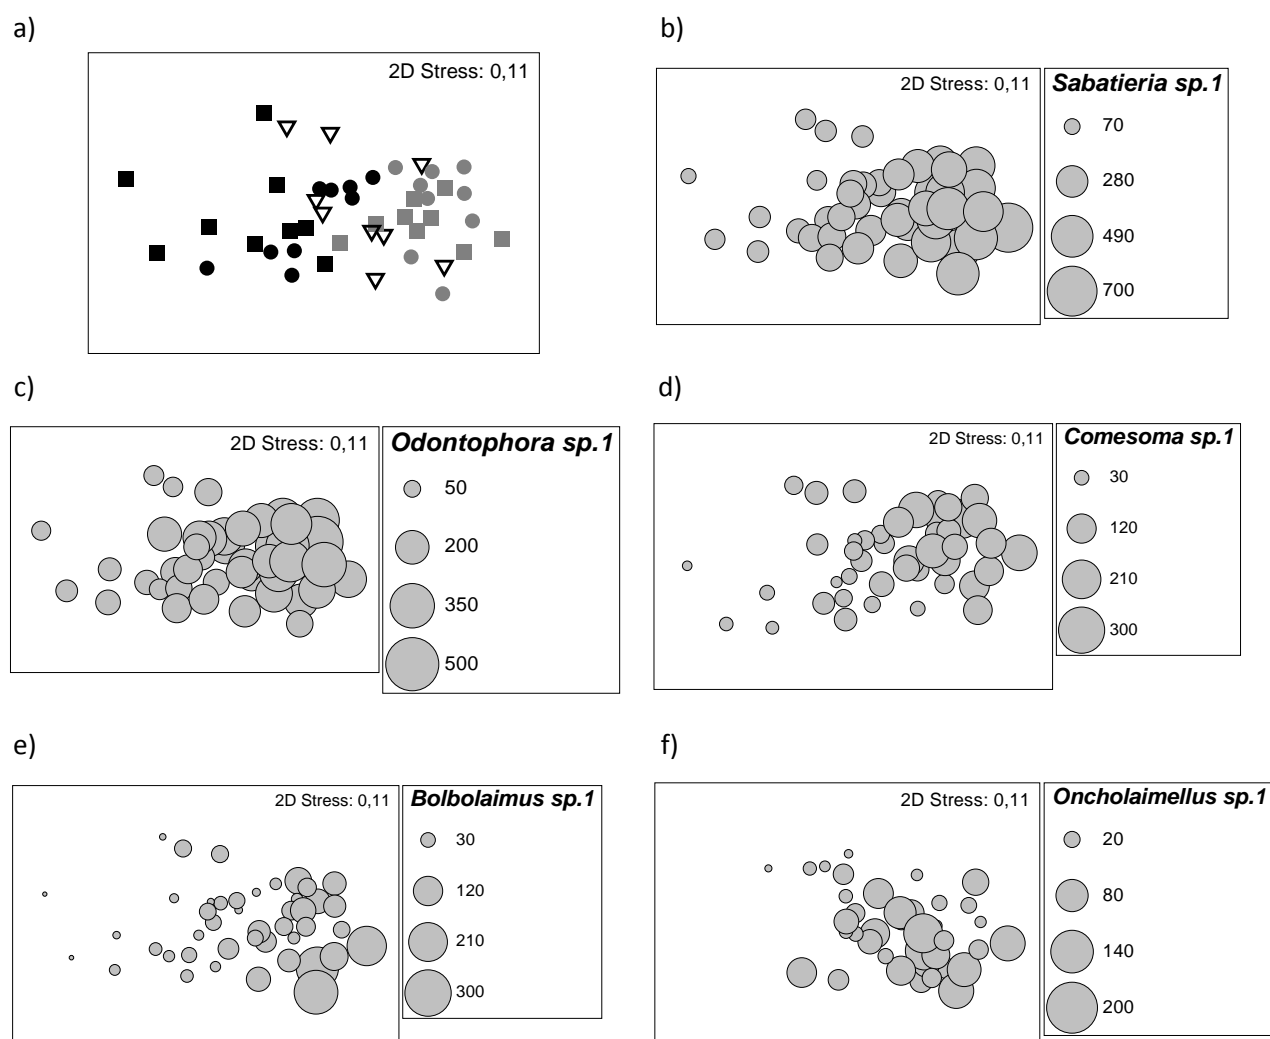 a)
2D Stress: 0,11
b)
2D Stress: 0,11
Sabatieria sp.1
70
280
490
700
c)
2D Stress: 0,11
Odontophora sp.1
50
200
350
500
d)
2D Stress: 0,11
Comesoma sp.1
30
120
210
300
e)
2D Stress: 0,11
Bolbolaimus sp.1
30
120
210
300
f)
2D Stress: 0,11
Oncholaimellus sp.1
20
80
140
200